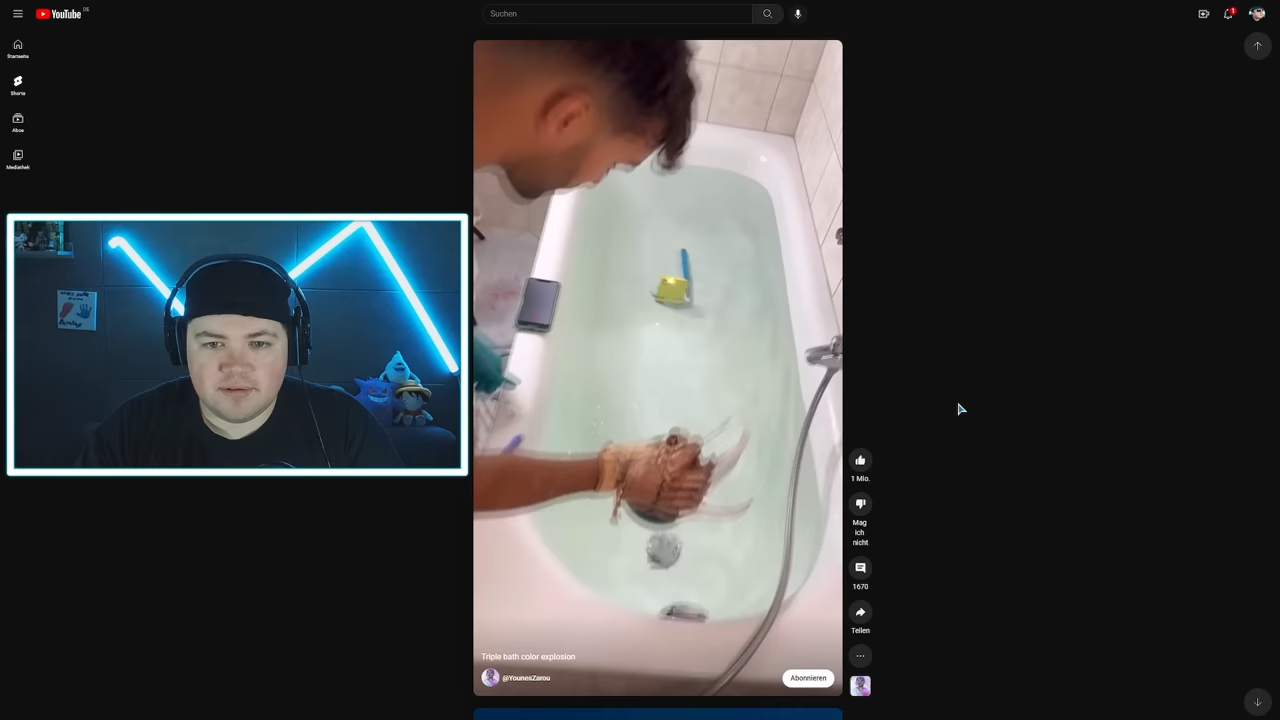 YouTube DE
Suchen
1
Startseite
Shorts
Abos
Mediathek
1 Mio.
Mag
ich
nicht
1670
Teilen
Triple bath color explosion
@YounesZarou
Abonnieren